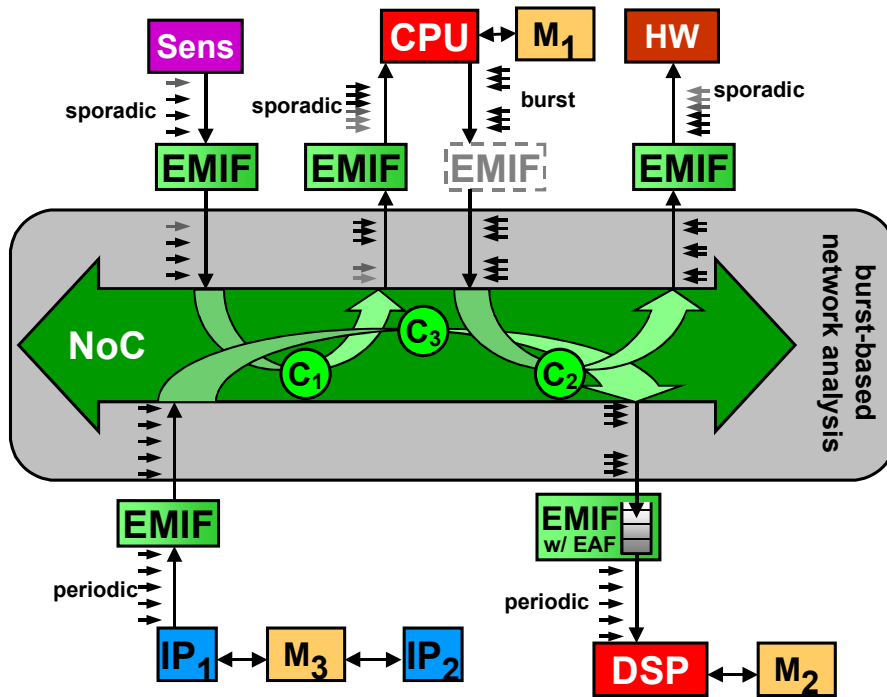 Sens
CPU
M1
HW
sporadic
sporadic
burst
sporadic
EMIF
EMIF
EMIF
EMIF
NoC
C1
C3
C2
burst-based
network analysis
EMIF
EMIF
w/ EAF
periodic
periodic
IP1
M3
IP2
DSP
M2